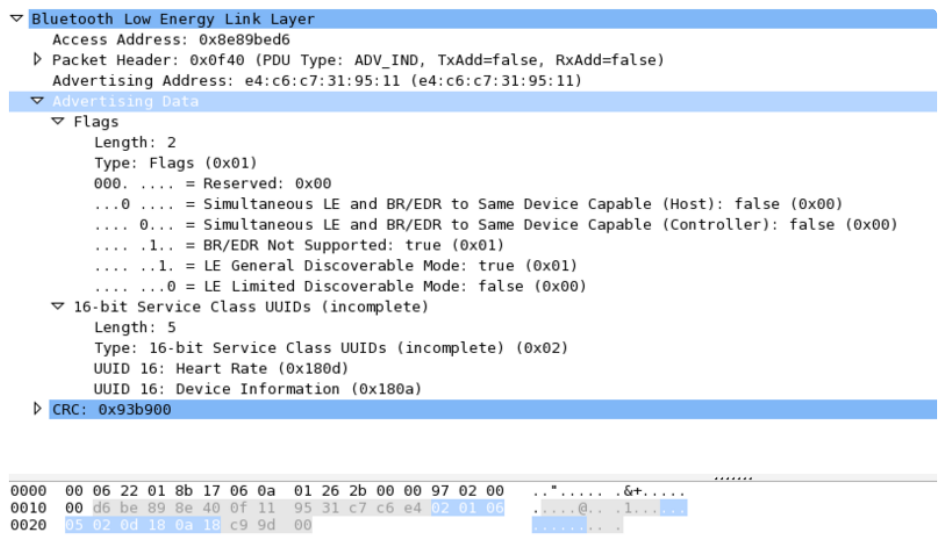 Bluetooth Low Energy Link Layer
Access Address: 0x8e89bed6
Packet Header: 0x0f40 (PDU Type: ADV_IND, TxAdd=false, RxAdd=false)
Advertising Address: e4:c6:c7:31:95:11 (e4:c6:c7:31:95:11)
Advertising Data
Flags
Length: 2
Type: Flags (0x01)
000. .... = Reserved: 0x00
...0 .... = Simultaneous LE and BR/EDR to Same Device Capable (Host): false (0x00)
.... 0... = Simultaneous LE and BR/EDR to Same Device Capable (Controller): false (0x00)
.... .1.. = BR/EDR Not Supported: true (0x01)
.... ..1. = LE General Discoverable Mode: true (0x01)
.... ...0 = LE Limited Discoverable Mode: false (0x00)
16-bit Service Class UUIDs (incomplete)
Length: 5
Type: 16-bit Service Class UUIDs (incomplete) (0x02)
UUID 16: Heart Rate (0x180d)
UUID 16: Device Information (0x180a)
CRC: 0x93b900
0000 00 06 22 01 8b 17 06 0a 01 26 2b 00 00 97 02 00 .."..... .&+.....
0010 00 d6 be 89 8e 40 0f 11 95 31 c7 c6 e4 02 01 06 .....@.. .1......
0020 05 02 0d 18 0a 18 c9 9d 00 ........ .